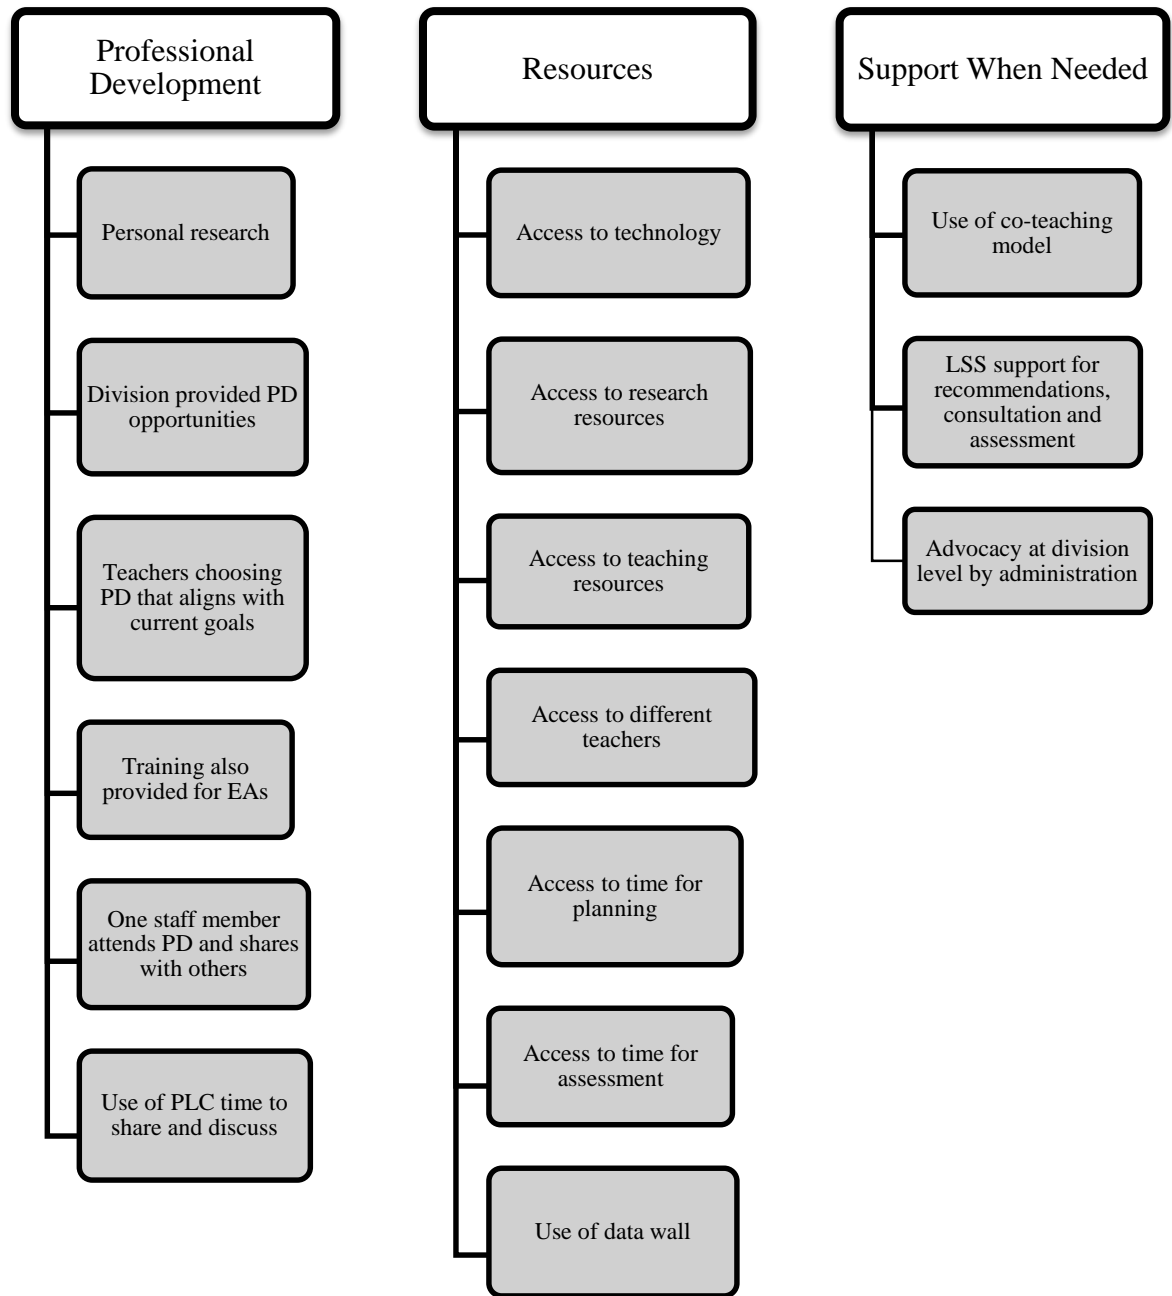 Professional
Development
Personal research
Division provided PD
opportunities
Teachers choosing
PD that aligns with
current goals
Training also
provided for EAs
One staff member
attends PD and shares
with others
Use of PLC time to
share and discuss
Resources
Access to technology
Access to research
resources
Access to teaching
resources
Access to different
teachers
Access to time for
planning
Access to time for
assessment
Use of data wall
Support When Needed
Use of co-teaching
model
LSS support for
recommendations,
consultation and
assessment
Advocacy at division
level by administration